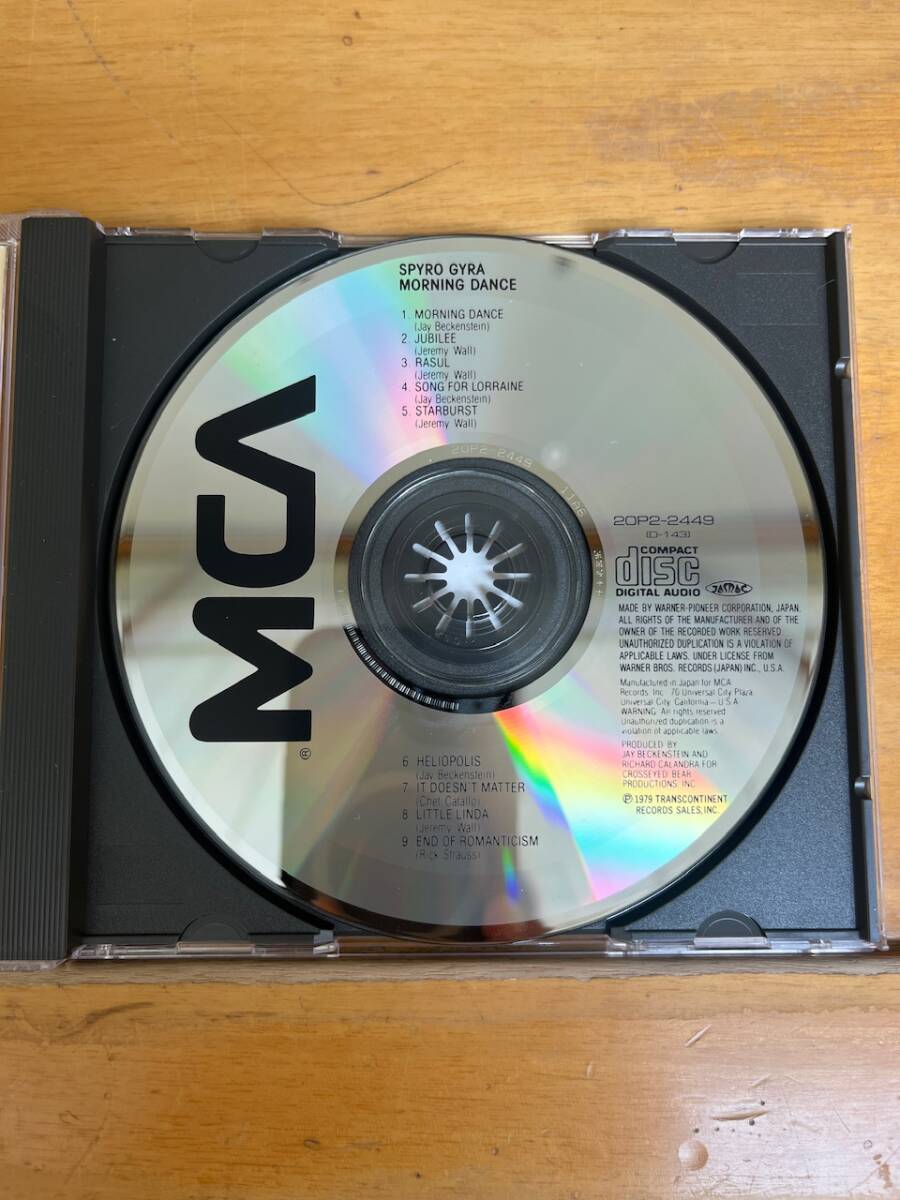 SPYRO GYRA
MORNING DANCE
1. MORNING DANCE
(Jay Beckenstein)
2. JUBILEE
(Jeremy Wall)
3 RASUL
(Jeremy Wall)
4. SONG FOR LORRAINE
(Jay Beckenstein)
5. STARBURST
(Jeremy Wall)
MCA
®
20P2-2449
20P2-2449
(D-143)
COMPACT
disc
DIGITAL AUDIO
JASRAC
MADE BY WARNER-PIONEER CORPORATION, JAPAN.
ALL RIGHTS OF THE MANUFACTURER AND OF THE
OWNER OF THE RECORDED WORK RESERVED
UNAUTHORIZED DUPLICATION IS A VIOLATION OF
APPLICABLE LAWS. UNDER LICENSE FROM
WARNER BROS. RECORDS (JAPAN) INC., U.S.A.
Manufactured in Japan for MCA
Records Inc. 70 Universal City Plaza
Universal City, California – U.S.A
WARNING: All rights reserved
Unauthorized duplication is a
violation of applicable laws
PRODUCED BY
JAY BECKENSTEIN AND
RICHARD CALANDRA FOR
CROSSEYED BEAR
PRODUCTIONS INC
℗ 1979 TRANSCONTINENT
RECORDS SALES, INC.
6 HELIOPOLIS
(Jay Beckenstein)
7 IT DOESN'T MATTER
(Chet Catallo)
8 LITTLE LINDA
(Jeremy Wall)
9 END OF ROMANTICISM
(Rick Strauss)